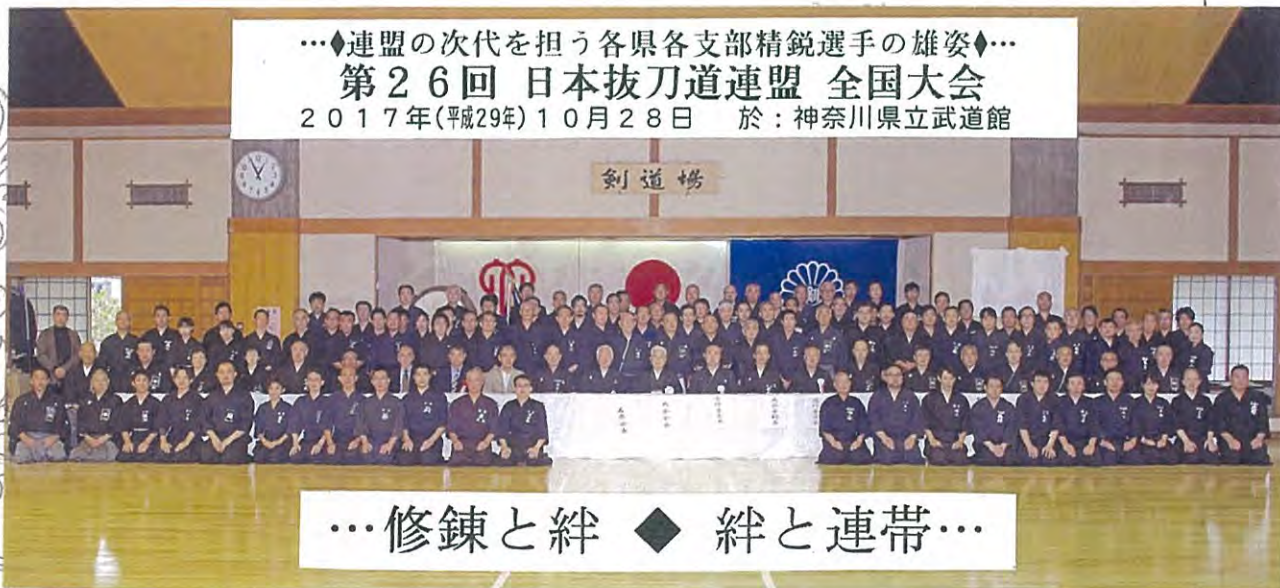 …◆連盟の次代を担う各県各支部精鋭選手の雄姿◆…
第２６回 日本抜刀道連盟 全国大会
２０１７年(平成29年)１０月２８日 於：神奈川県立武道館
剣道場
…修錬と絆 ◆ 絆と連帯…